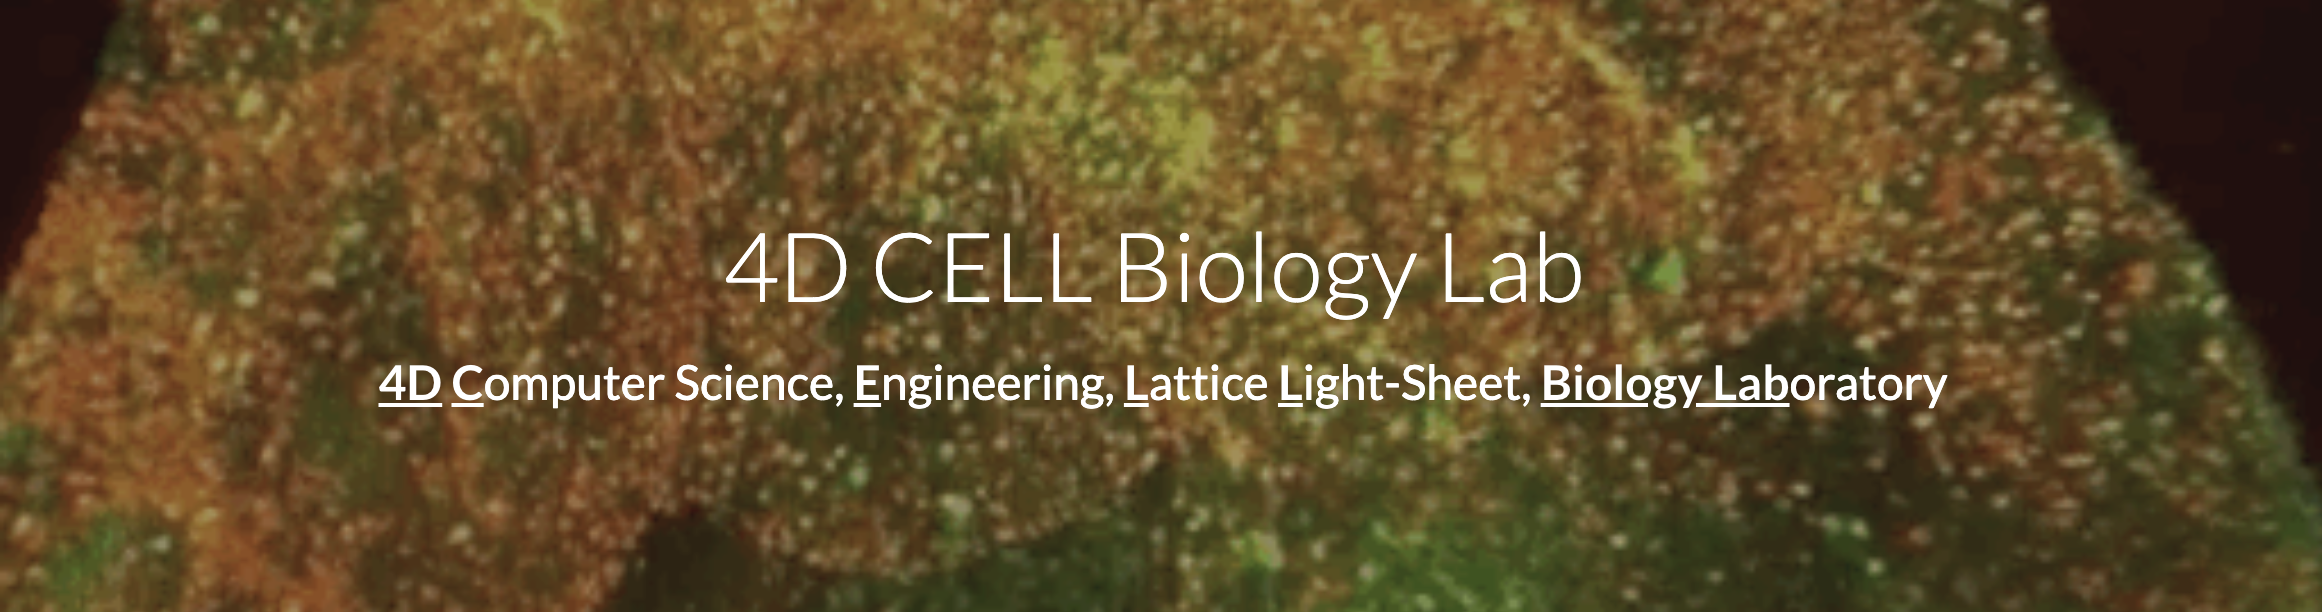 4D CELL Biology Lab
4D Computer Science, Engineering, Lattice Light-Sheet, Biology Laboratory